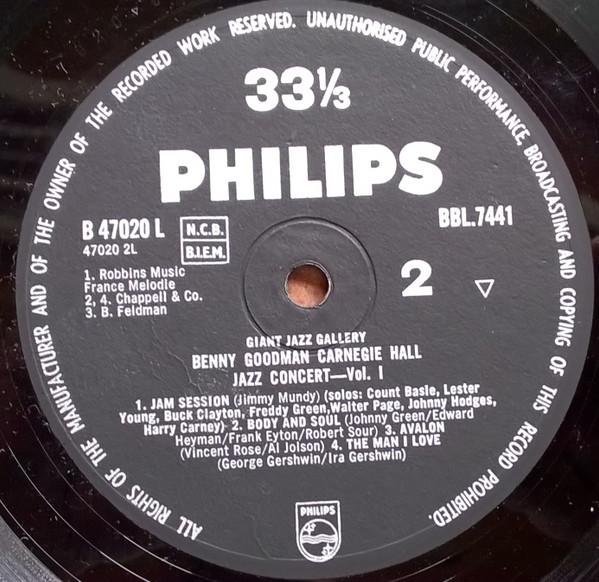 ALL RIGHTS OF THE MANUFACTURER AND OF THE OWNER OF THE RECORDED WORK RESERVED. UNAUTHORISED PUBLIC PERFORMANCE, BROADCASTING AND COPYING OF THIS RECORD PROHIBITED.
33⅓
PHILIPS
B 47020 L
47020 2L
N.C.B.
B.I.E.M.
BBL.7441
1. Robbins Music
France Melodie
2, 4. Chappell & Co.
3. B. Feldman
2
GIANT JAZZ GALLERY
BENNY GOODMAN CARNEGIE HALL
JAZZ CONCERT—Vol. I
1. JAM SESSION (Jimmy Mundy) (solos: Count Basie, Lester
Young, Buck Clayton, Freddy Green, Walter Page, Johnny Hodges,
Harry Carney) 2. BODY AND SOUL (Johnny Green/Edward
Heyman/Frank Eyton/Robert Sour) 3. AVALON
(Vincent Rose/Al Jolson) 4. THE MAN I LOVE
(George Gershwin/Ira Gershwin)
PHILIPS